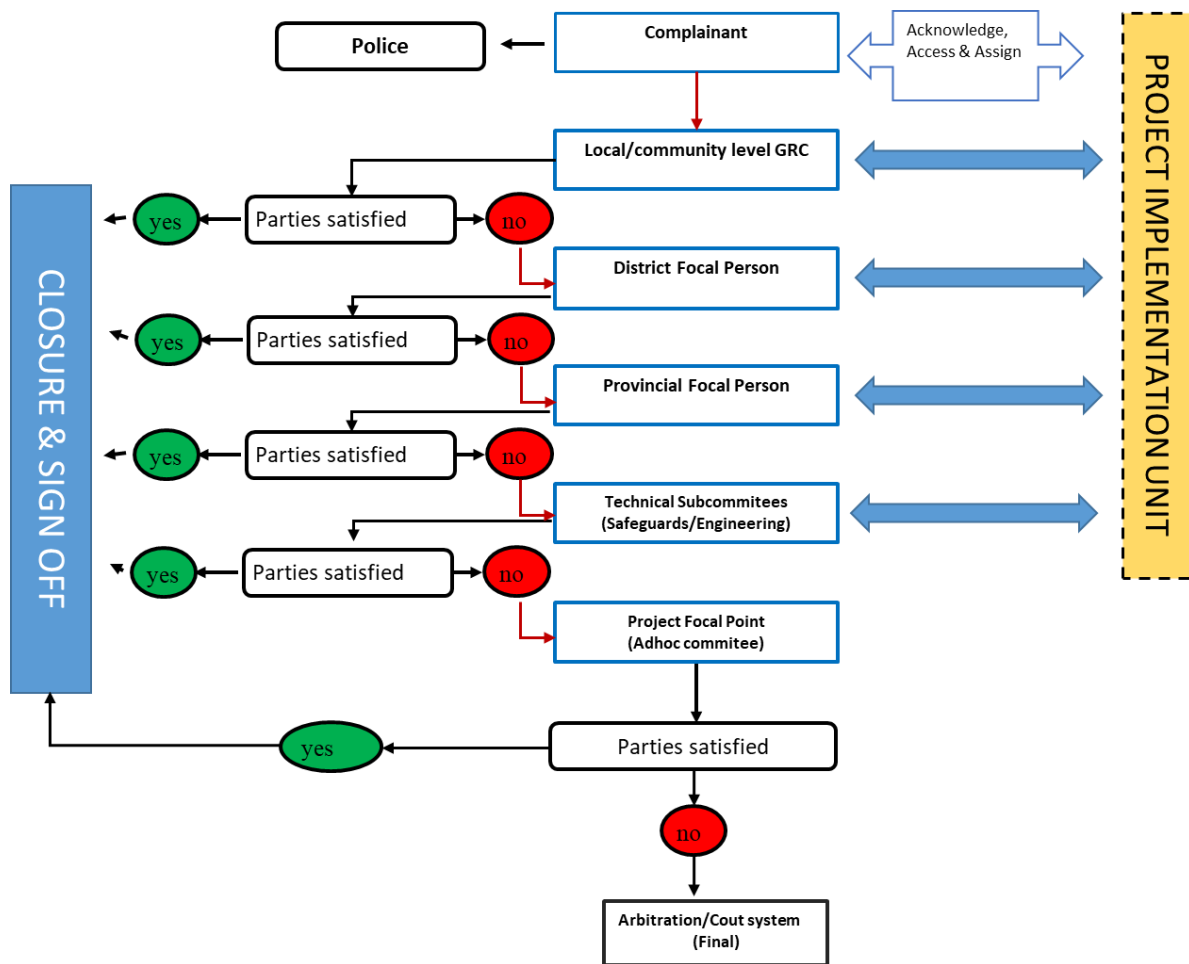 Police
Complainant
Acknowledge,
Access & Assign
PROJECT IMPLEMENTATION UNIT
Local/community level GRC
CLOSURE & SIGN OFF
yes
Parties satisfied
no
District Focal Person
yes
Parties satisfied
no
Provincial Focal Person
yes
Parties satisfied
no
Technical Subcommitees
(Safeguards/Engineering)
yes
Parties satisfied
no
Project Focal Point
(Adhoc commitee)
Parties satisfied
yes
no
Arbitration/Cout system
(Final)